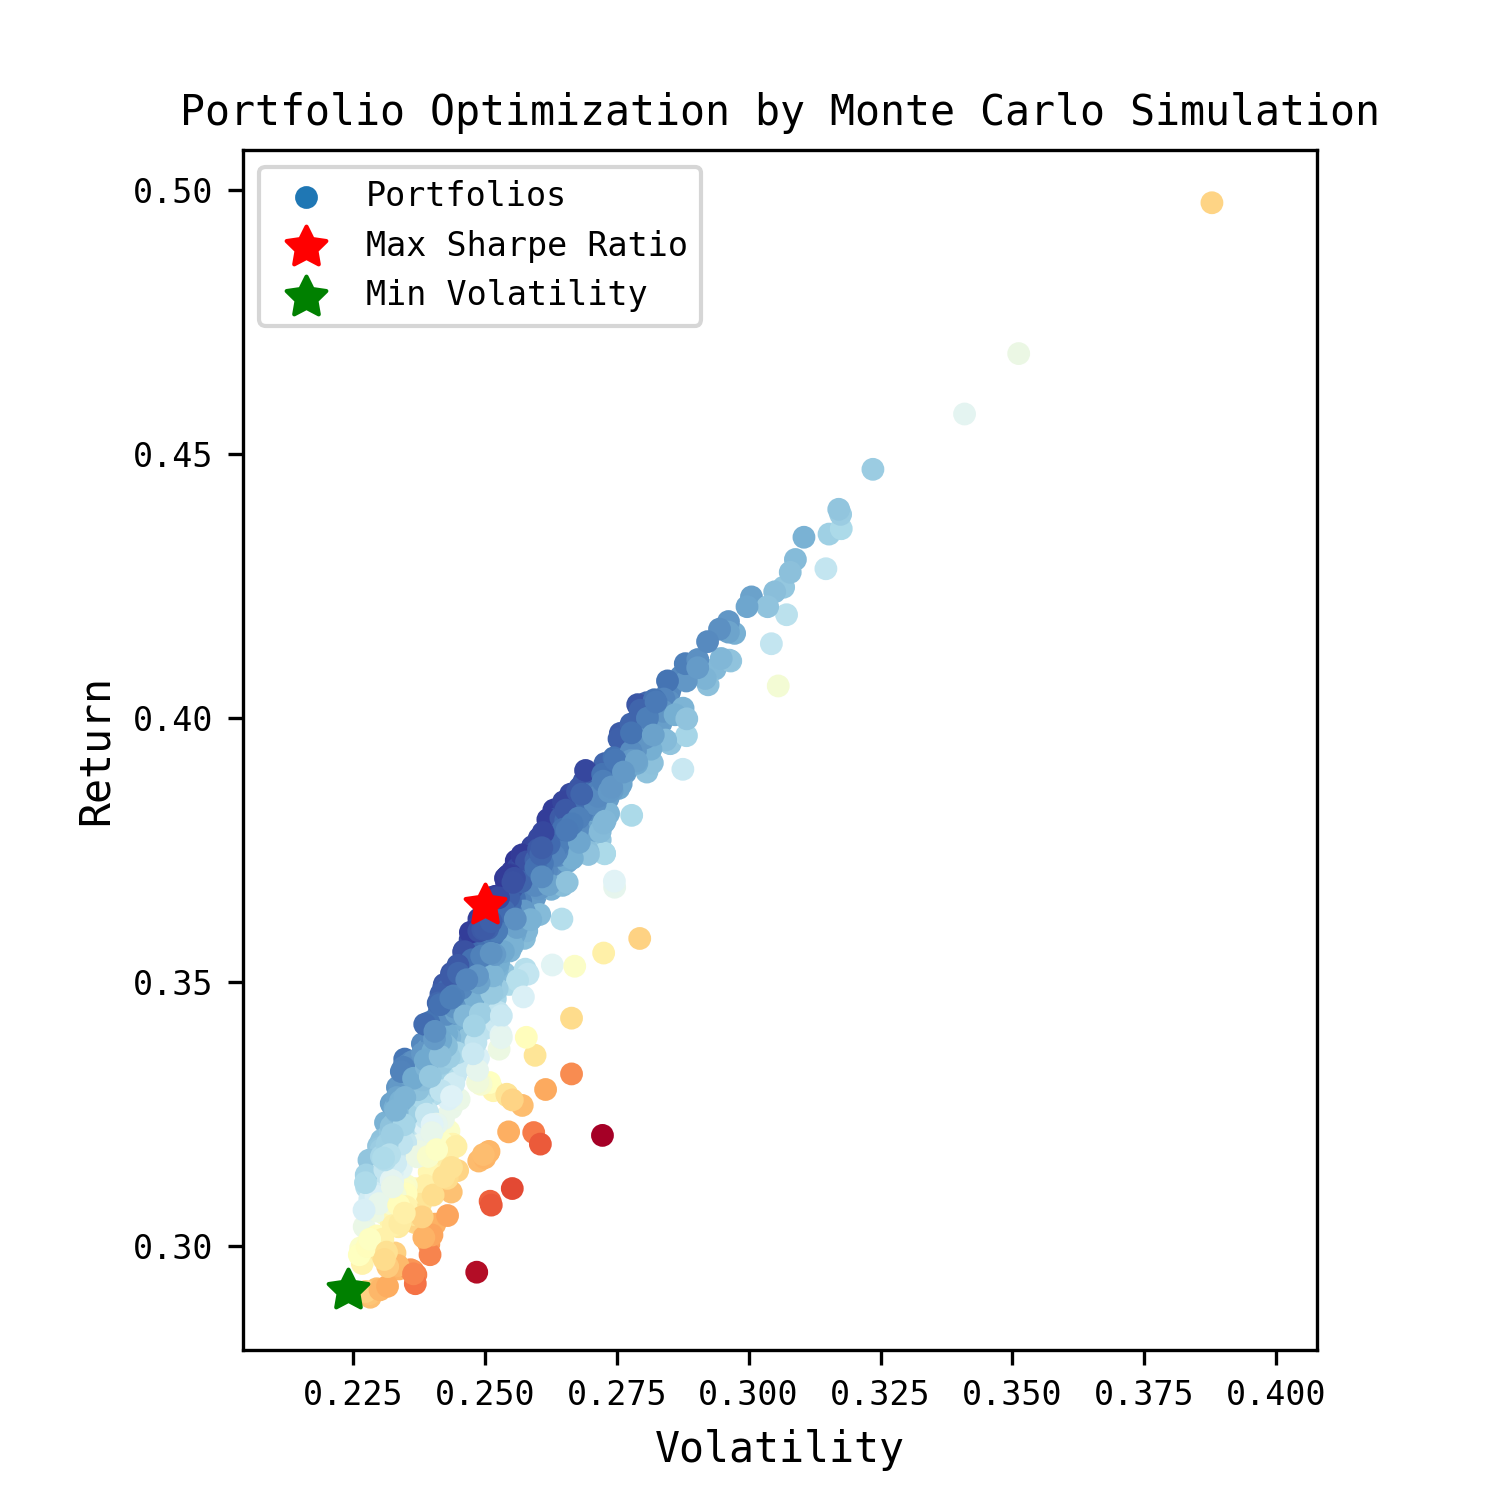 Portfolio Optimization by Monte Carlo Simulation
Portfolios
Max Sharpe Ratio
Min Volatility
0.50
0.45
0.40
0.35
0.30
Return
0.225 0.250 0.275 0.300 0.325 0.350 0.375 0.400
Volatility